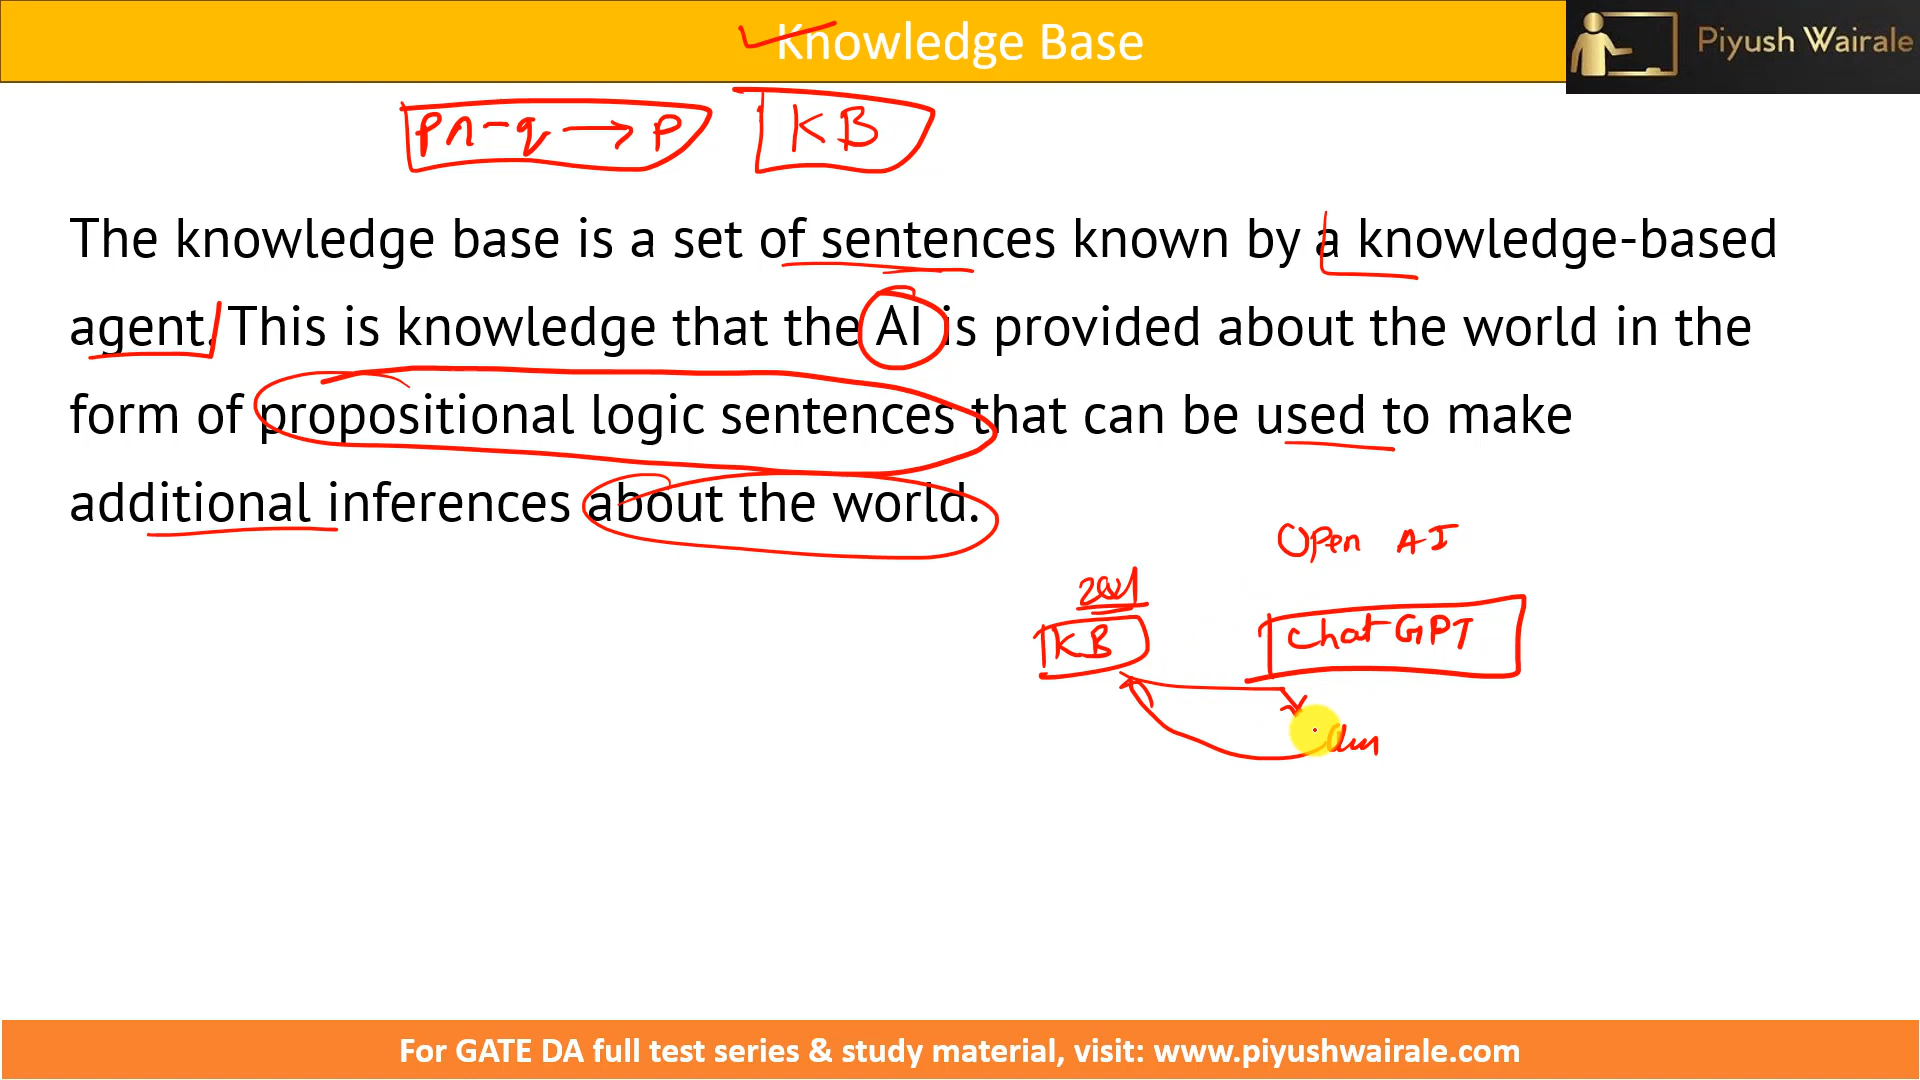 Knowledge Base
Piyush Wairale
p∧¬q → p
KB
The knowledge base is a set of sentences known by a knowledge-based
agent. This is knowledge that the AI is provided about the world in the
form of propositional logic sentences that can be used to make
additional inferences about the world.
Open AI
2021
KB
chatGPT
For GATE DA full test series & study material, visit: www.piyushwairale.com